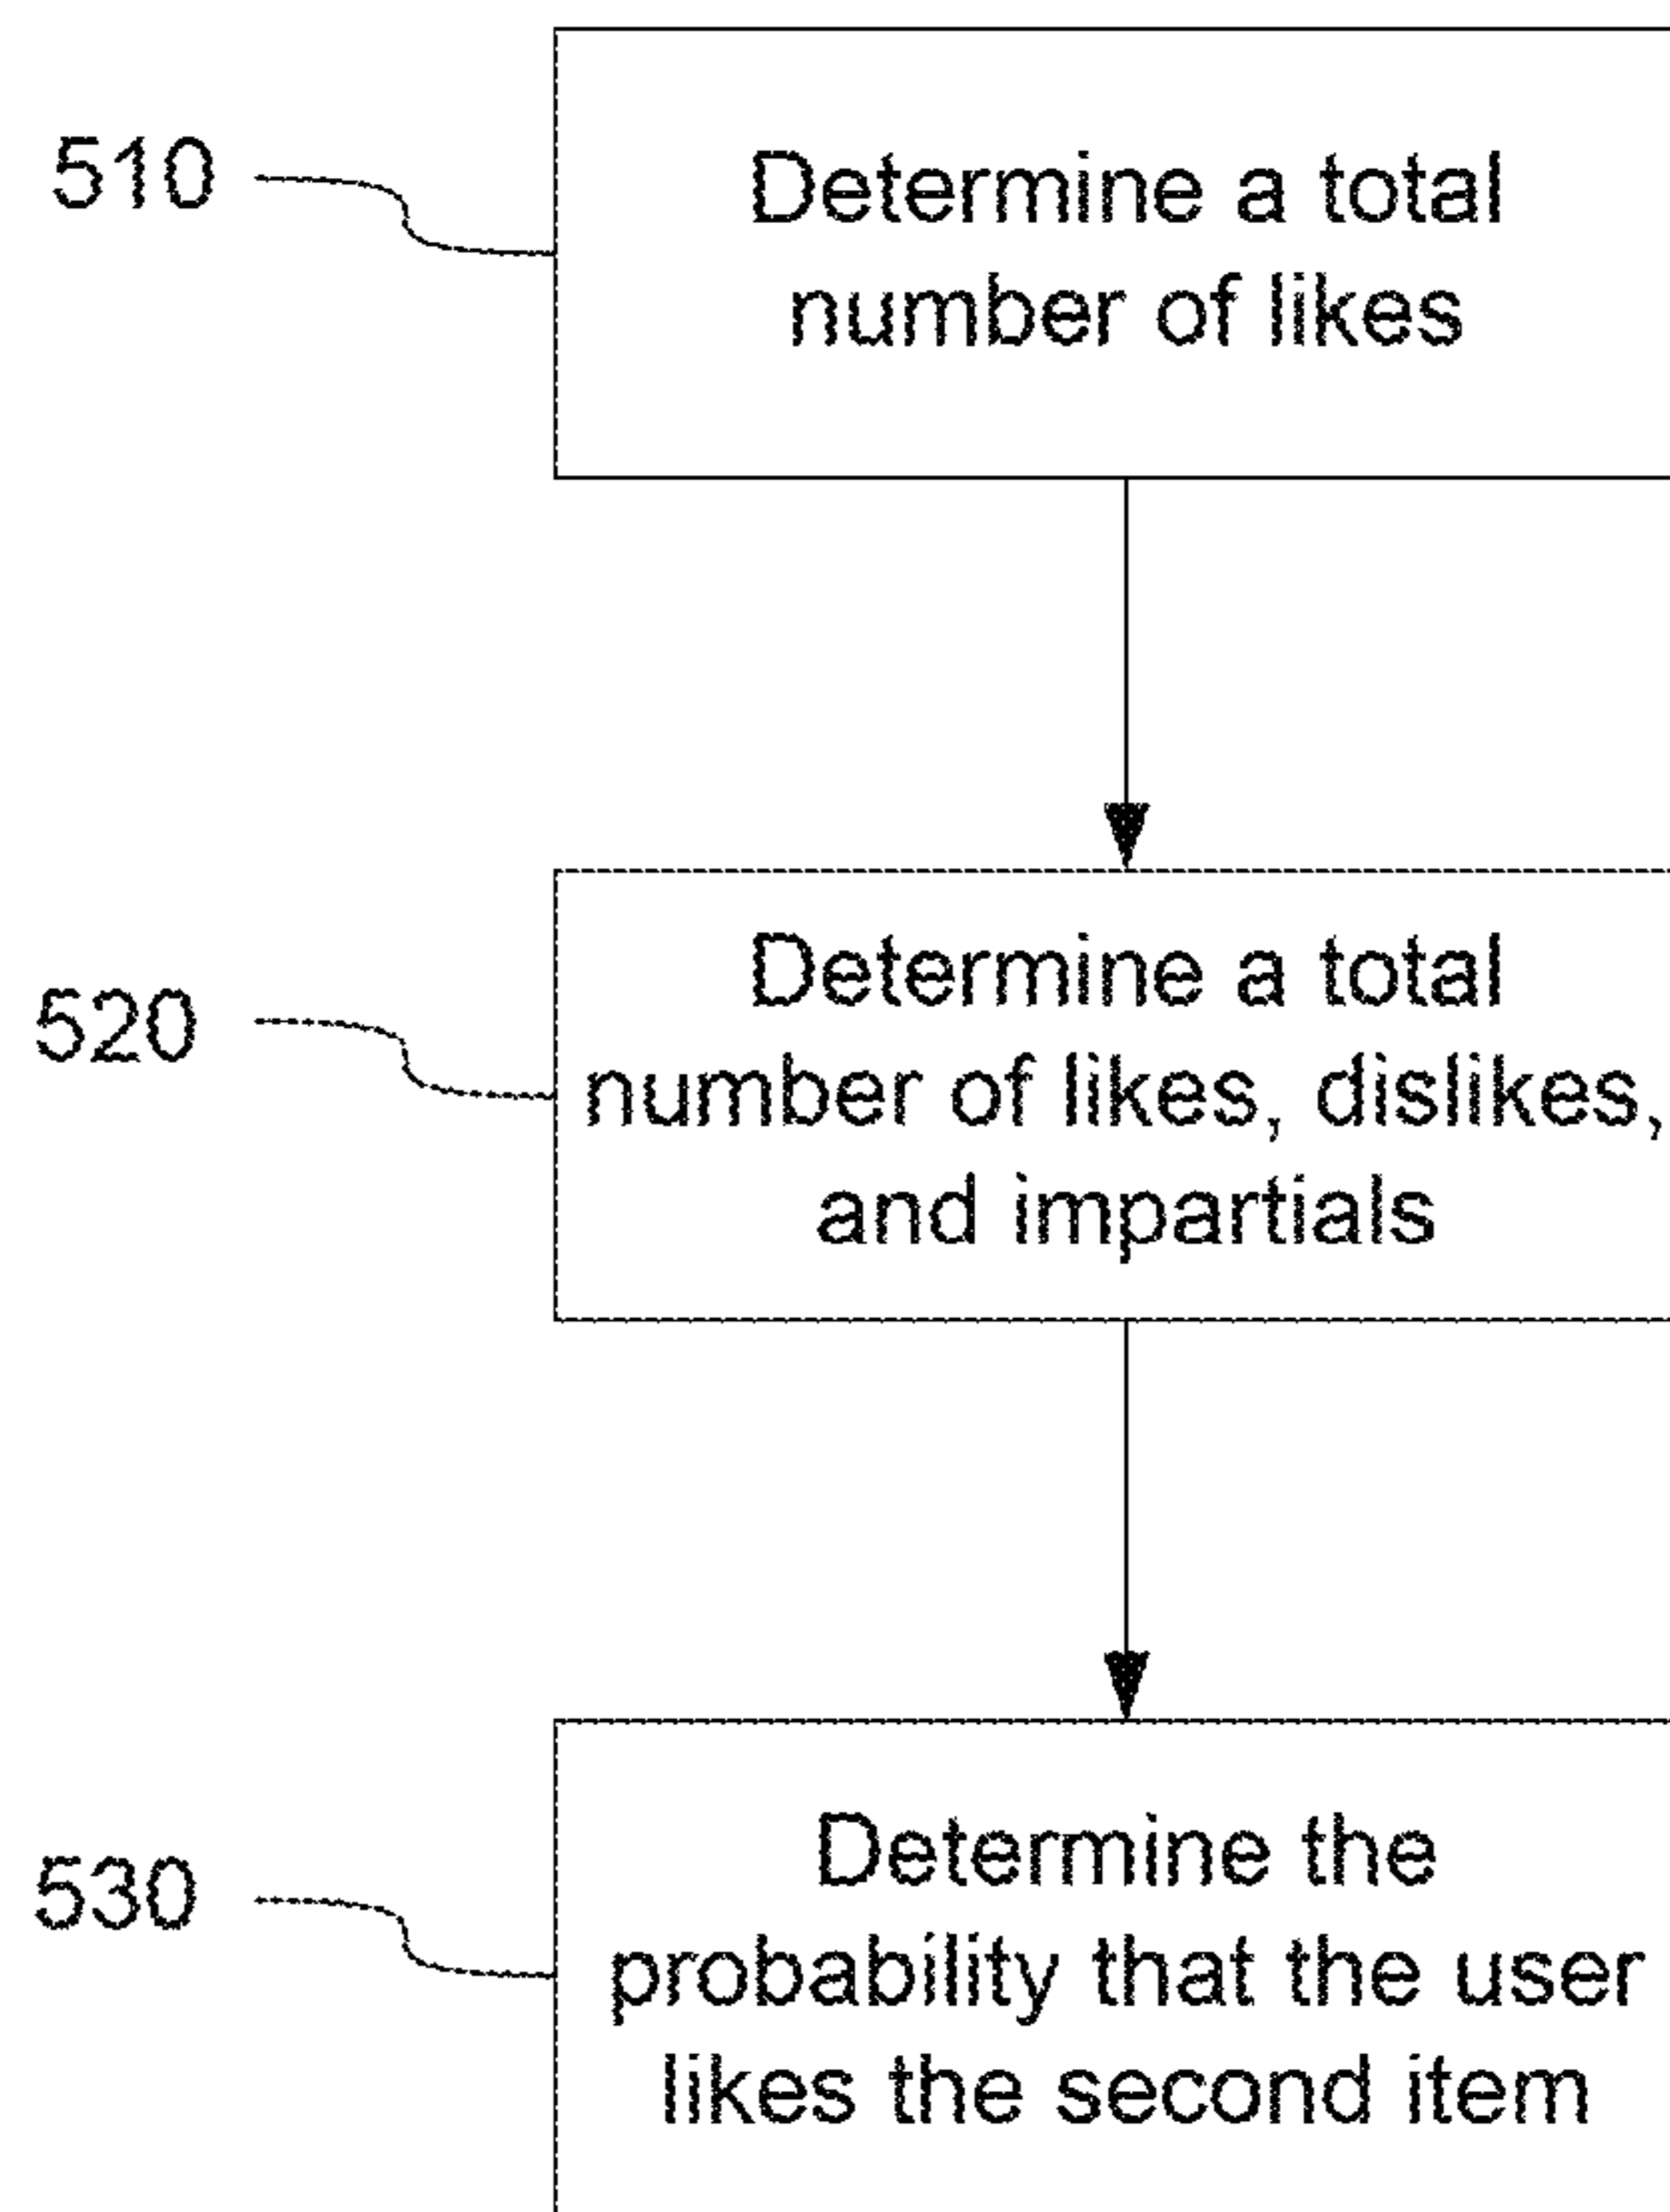 510
Determine a total
number of likes
520
Determine a total
number of likes, dislikes,
and impartials
530
Determine the
probability that the user
likes the second item